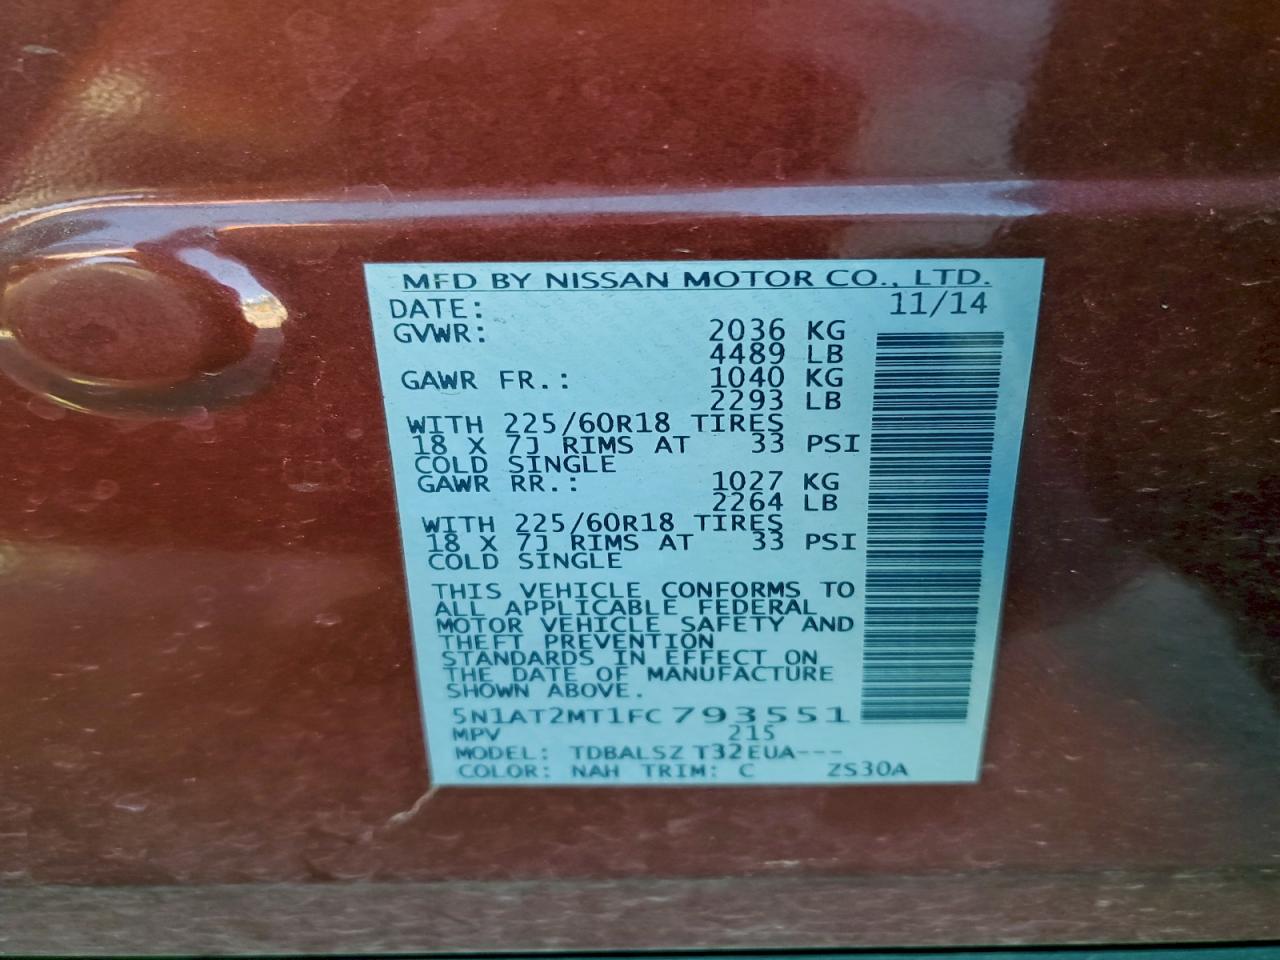 MFD BY NISSAN MOTOR CO., LTD.
DATE: 11/14
GVWR: 2036 KG
4489 LB
GAWR FR.: 1040 KG
2293 LB
WITH 225/60R18 TIRES
18 X 7J RIMS AT 33 PSI
COLD SINGLE
GAWR RR.: 1027 KG
2264 LB
WITH 225/60R18 TIRES
18 X 7J RIMS AT 33 PSI
COLD SINGLE
THIS VEHICLE CONFORMS TO
ALL APPLICABLE FEDERAL
MOTOR VEHICLE SAFETY AND
THEFT PREVENTION
STANDARDS IN EFFECT ON
THE DATE OF MANUFACTURE
SHOWN ABOVE.
5N1AT2MT1FC793551
MPV 215
MODEL: TDBALSZ T32EUA---
COLOR: NAH TRIM: C ZS30A